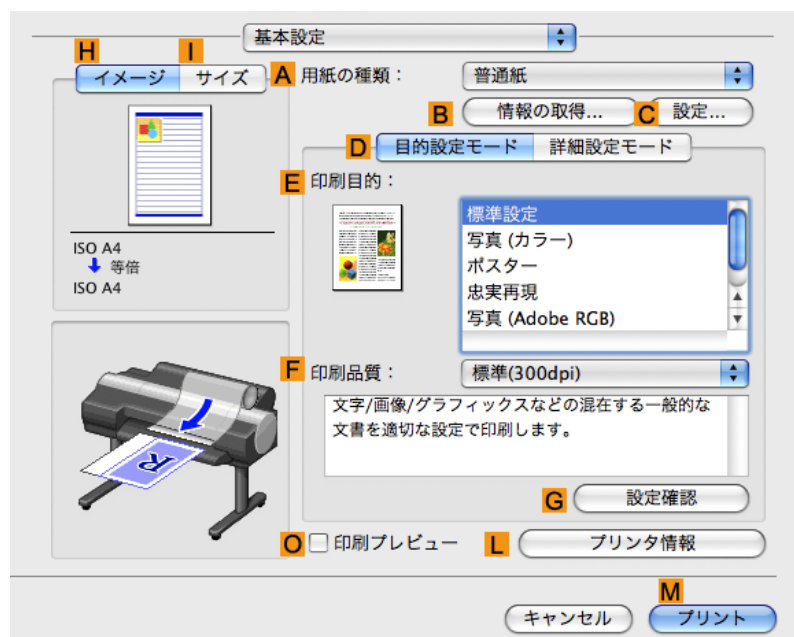 基本設定
H
I
イメージ
サイズ
A 用紙の種類：
普通紙
B 情報の取得...
C 設定...
D 目的設定モード
詳細設定モード
E 印刷目的：
標準設定
写真 (カラー)
ポスター
忠実再現
写真 (Adobe RGB)
ISO A4
等倍
ISO A4
R
F 印刷品質：
標準(300dpi)
文字/画像/グラフィックスなどの混在する一般的な
文書を適切な設定で印刷します。
G 設定確認
O 印刷プレビュー
L プリンタ情報
M
キャンセル
プリント